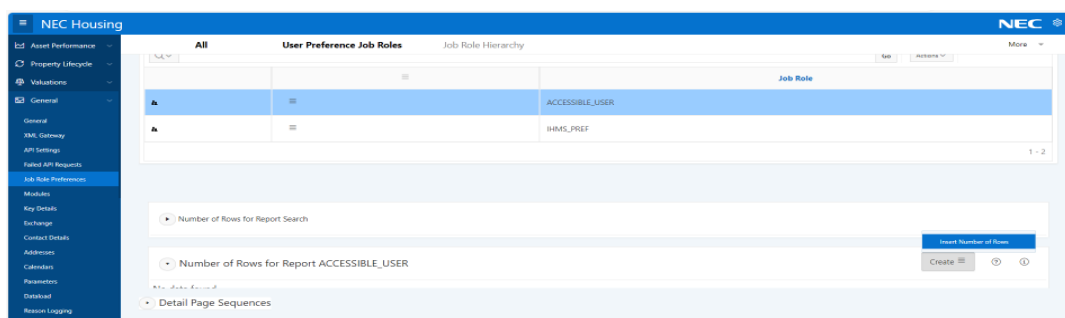 NEC Housing
NEC
Asset Performance
Property Lifecycle
Valuations
General
General
XML Gateway
API Settings
Failed API Requests
Job Role Preferences
Modules
Key Details
Exchange
Contact Details
Addresses
Calendars
Parameters
Dataload
Reason Logging
All User Preference Job Roles Job Role Hierarchy More
Go Actions
Job Role
ACCESSIBLE_USER
IHMS_PREF
1 - 2
Number of Rows for Report Search
Insert Number of Rows
Number of Rows for Report ACCESSIBLE_USER Create
No data found
Detail Page Sequences